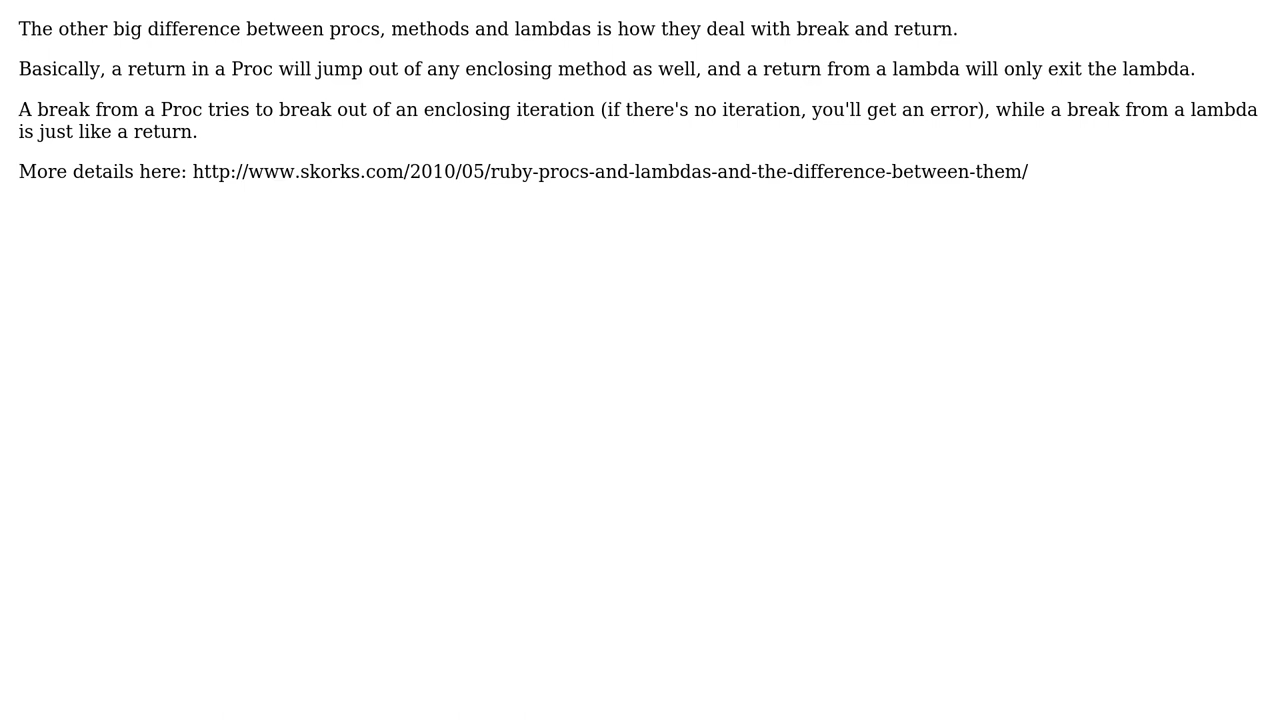 The other big difference between procs, methods and lambdas is how they deal with break and return.
Basically, a return in a Proc will jump out of any enclosing method as well, and a return from a lambda will only exit the lambda.
A break from a Proc tries to break out of an enclosing iteration (if there's no iteration, you'll get an error), while a break from a lambda
is just like a return.
More details here: http://www.skorks.com/2010/05/ruby-procs-and-lambdas-and-the-difference-between-them/